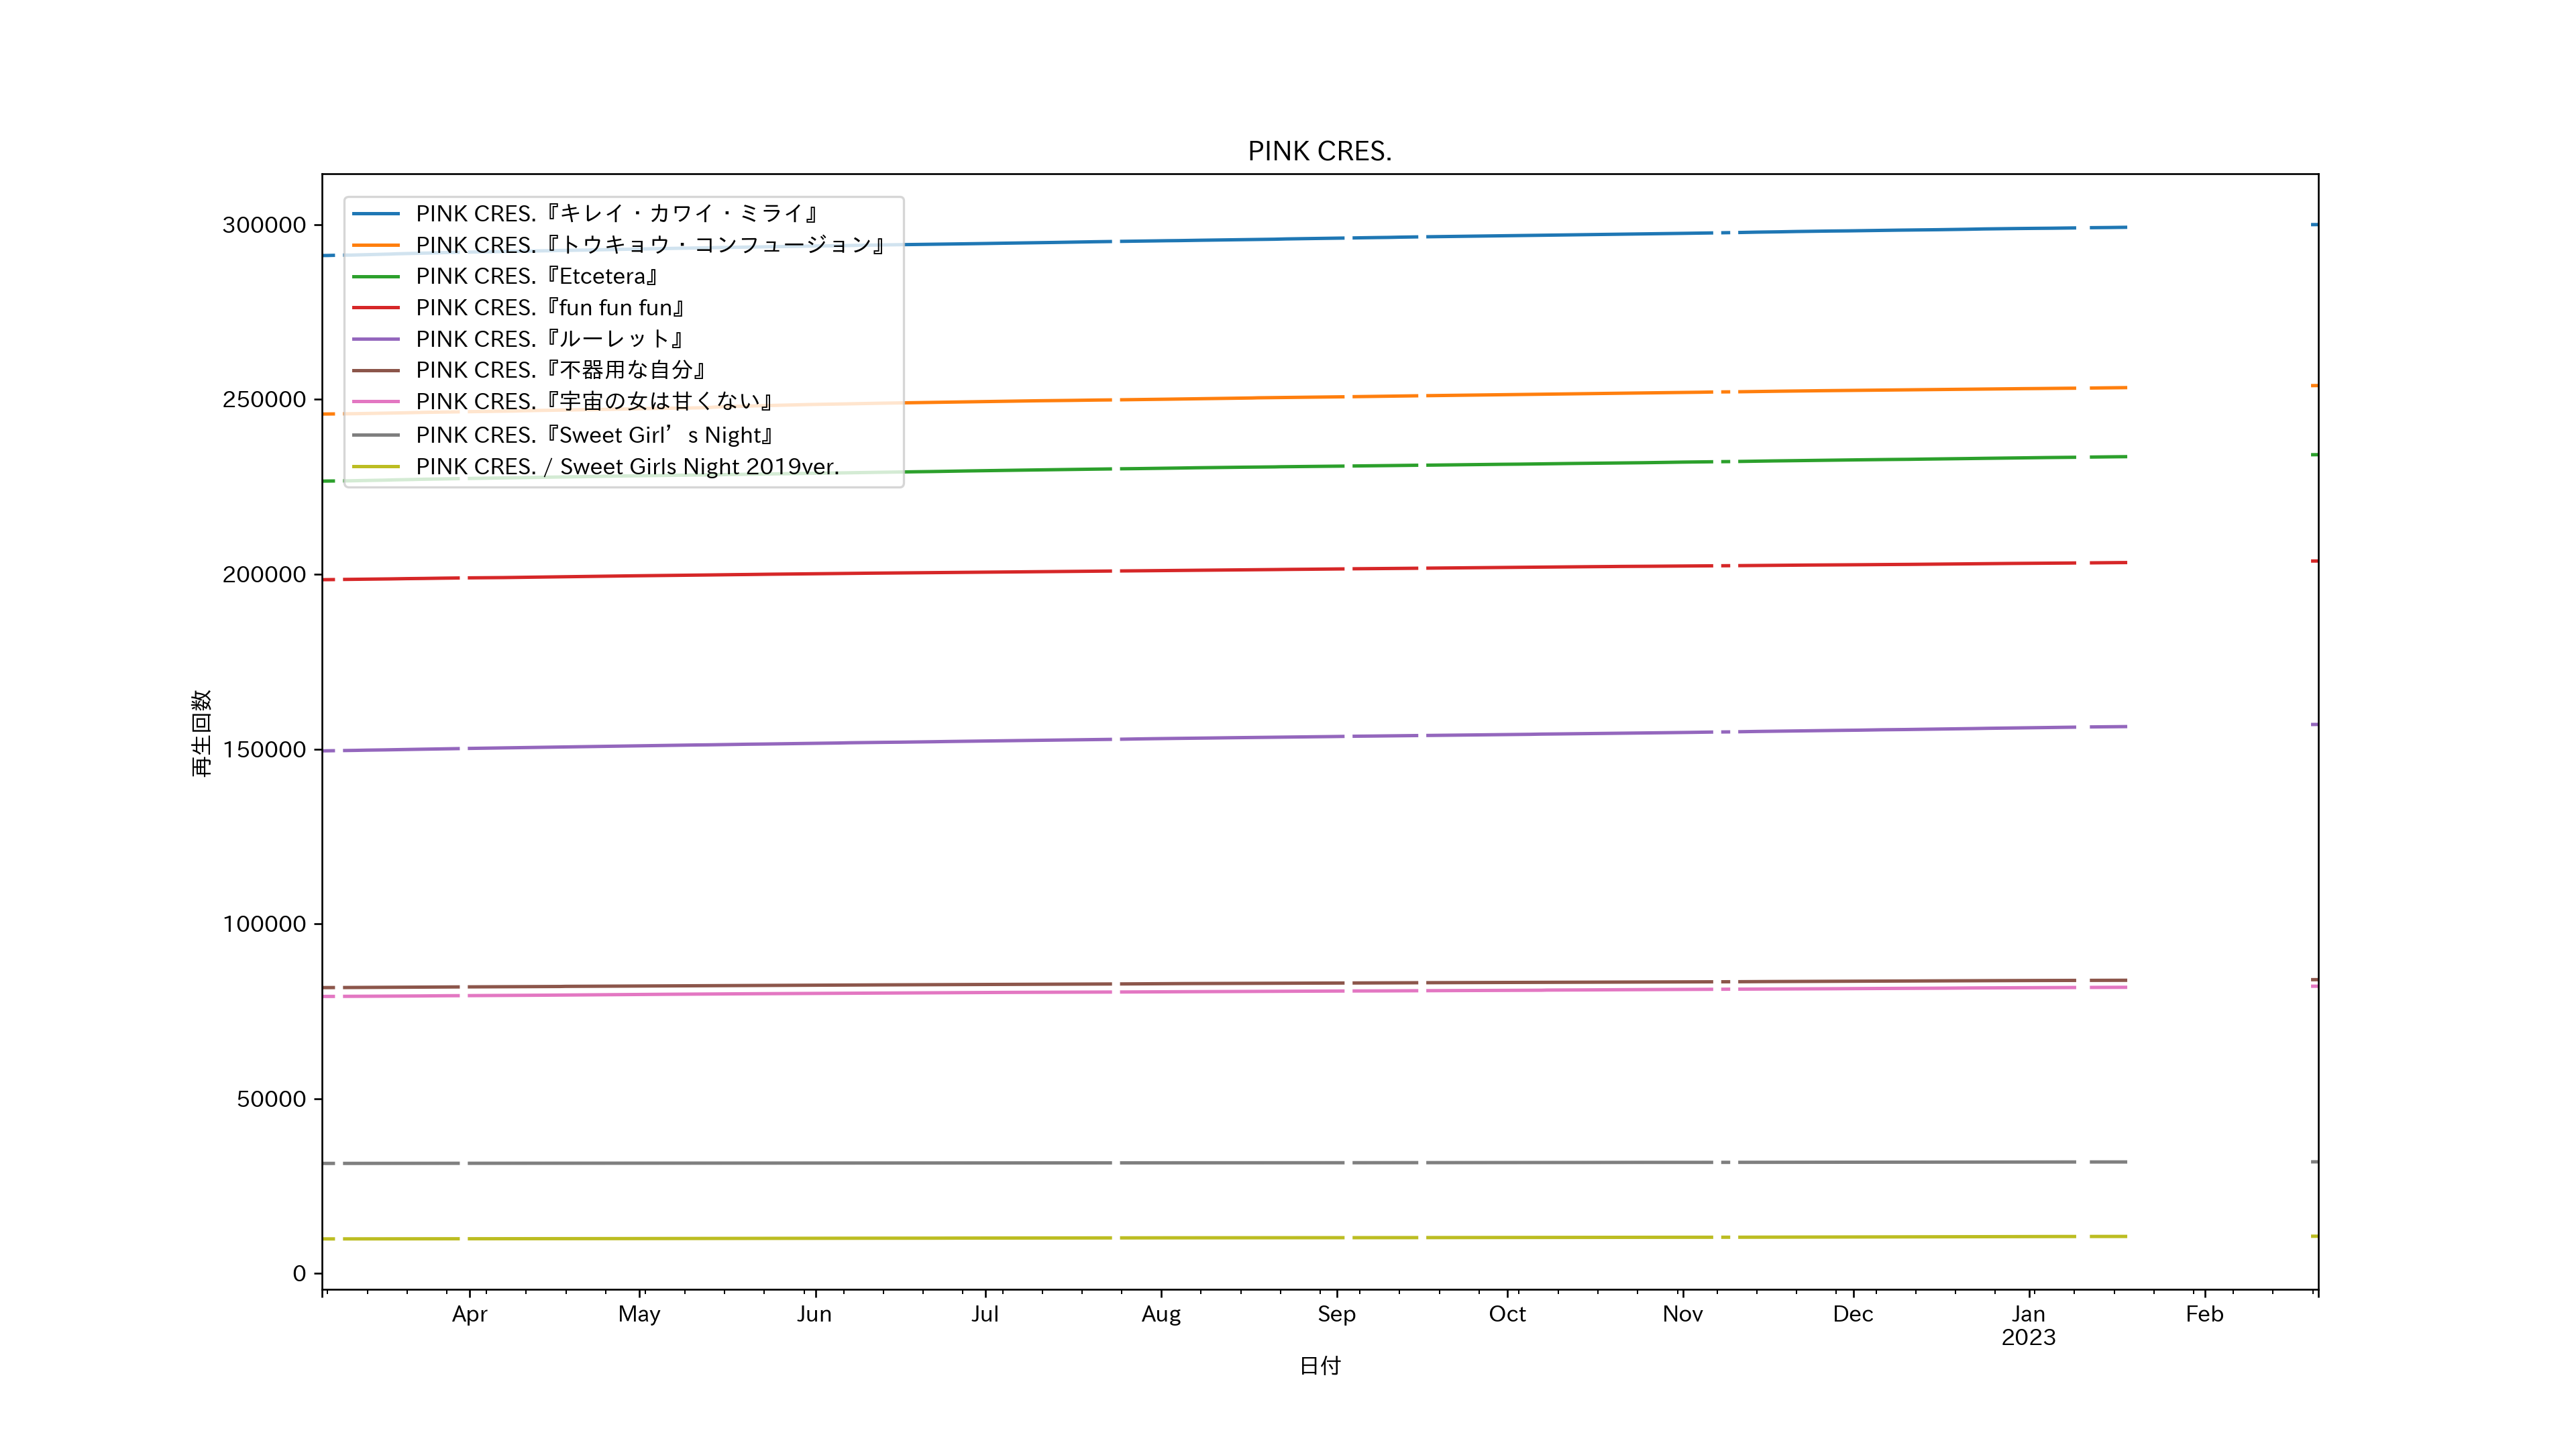 PINK CRES.
PINK CRES.『キレイ・カワイ・ミライ』
PINK CRES.『トウキョウ・コンフュージョン』
PINK CRES.『Etcetera』
PINK CRES.『fun fun fun』
PINK CRES.『ルーレット』
PINK CRES.『不器用な自分』
PINK CRES.『宇宙の女は甘くない』
PINK CRES.『Sweet Girl’s Night』
PINK CRES. / Sweet Girls Night 2019ver.
300000
250000
200000
150000
100000
50000
0
再生回数
Apr May Jun Jul Aug Sep Oct Nov Dec Jan Feb
2023
日付